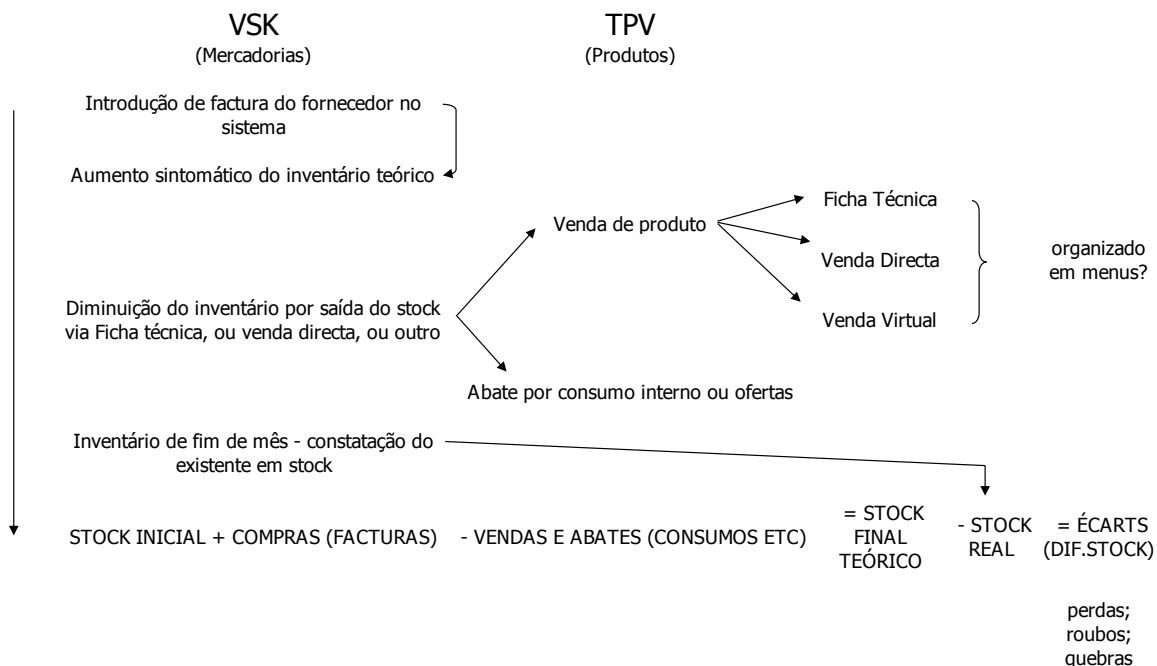 VSK
(Mercadorias)
TPV
(Produtos)
Introdução de factura do fornecedor no
sistema
Aumento sintomático do inventário teórico
Venda de produto
Ficha Técnica
Venda Directa
Venda Virtual
organizado
em menus?
Diminuição do inventário por saída do stock
via Ficha técnica, ou venda directa, ou outro
Abate por consumo interno ou ofertas
Inventário de fim de mês - constatação do
existente em stock
STOCK INICIAL + COMPRAS (FACTURAS)
- VENDAS E ABATES (CONSUMOS ETC)
= STOCK
FINAL
TEÓRICO
- STOCK
REAL
= ÉCARTS
(DIF.STOCK)
perdas;
roubos;
quebras